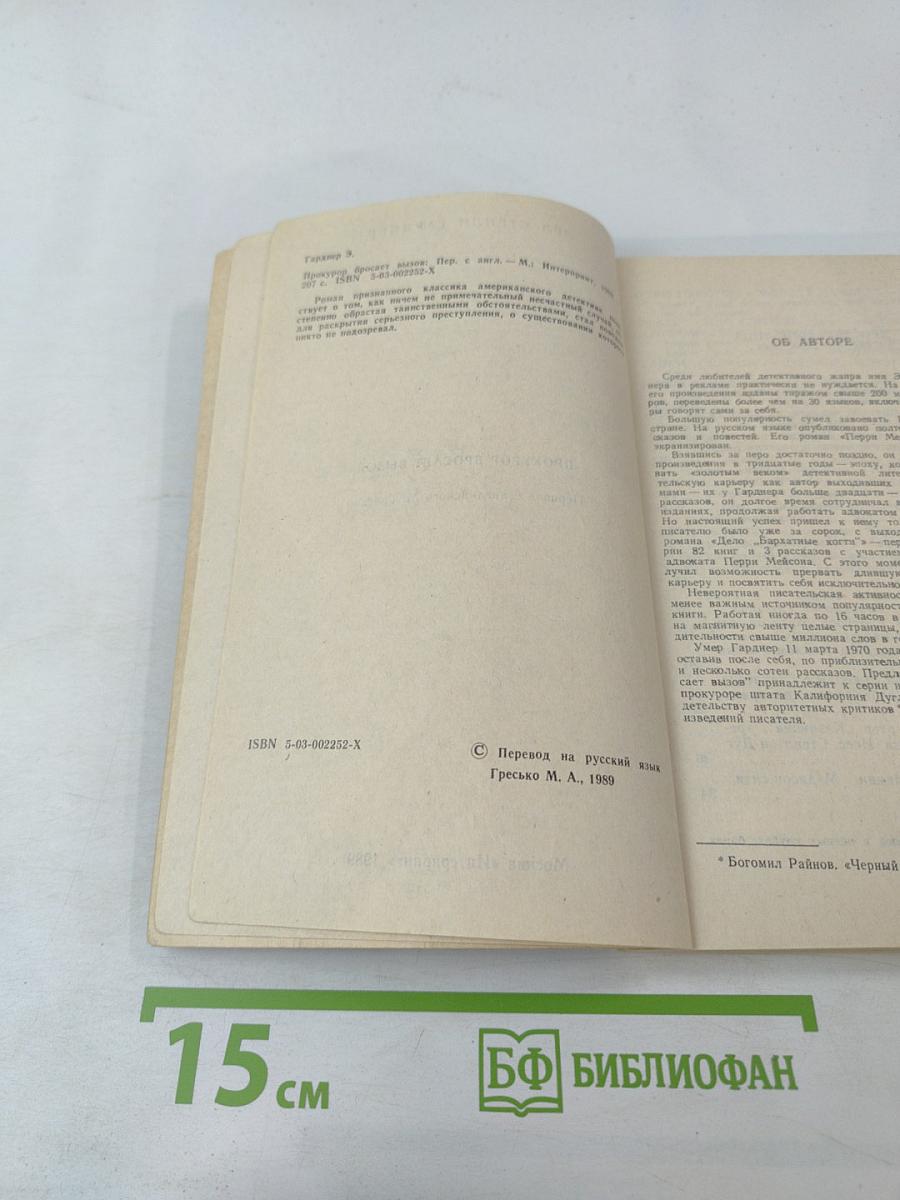 Гарднер Э.
Прокурор бросает вызов: Пер. с англ. — М.: Интерпринт, 1989
207 с. ISBN 5-03-002252-X
Роман признанного классика американского детектива
ствует о том, как ничем не примечательный несчастный случай,
степенно обрастая таинственными обстоятельствами, стал
для раскрытия серьезного преступления, о существовании которого
никто не подозревал.
ISBN 5-03-002252-X
© Перевод на русский язык
Гресько М. А., 1989
ОБ АВТОРЕ
Среди любителей детективного жанра имя Э
нера в рекламе практически не нуждается. На
его произведения изданы тиражом свыше 200 м
ров, переведены более чем на 30 языков, включ
ры говорят сами за себя.
Большую популярность сумел завоевать
стране. На русском языке опубликовано полт
сказов и повестей. Его роман «Перри Ме
экранизирован.
Взявшись за перо достаточно поздно, он
произведения в тридцатые годы — эпоху, ко
вать «золотым веком» детективной лите
тельскую карьеру как автор выходивших
мами — их у Гарднера больше двадцати —
рассказов, он долгое время сотрудничал в
изданиях, продолжая работать адвокатом
Но настоящий успех пришел к нему то
писателю было уже за сорок, с выход
романа «Дело „Бархатные когти"» — пер
рии 82 книг и 3 рассказов с участием
адвоката Перри Мейсона. С этого моме
лучил возможность прервать длившую
карьеру и посвятить себя исключительно
Невероятная писательская активнос
менее важным источником популярност
книги. Работая иногда по 16 часов в
на магнитную ленту целые страницы,
дительности свыше миллиона слов в го
Умер Гарднер 11 марта 1970 года
оставив после себя, по приблизитель
и несколько сотен рассказов. Предл
сает вызов" принадлежит к серии и
прокуроре штата Калифорния Дугл
детельству авторитетных критиков *
изведений писателя.
* Богомил Райнов. «Черный
15 см
БФ БИБЛИОФАН